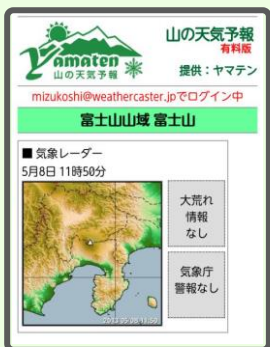 Yamaten
山の天気予報
山の天気予報
有料版
提供：ヤマテン
mizukoshi@weathercaster.jpでログイン中
富士山山域 富士山
■ 気象レーダー
5月8日 11時50分
大荒れ
情報
なし
気象庁
警報なし